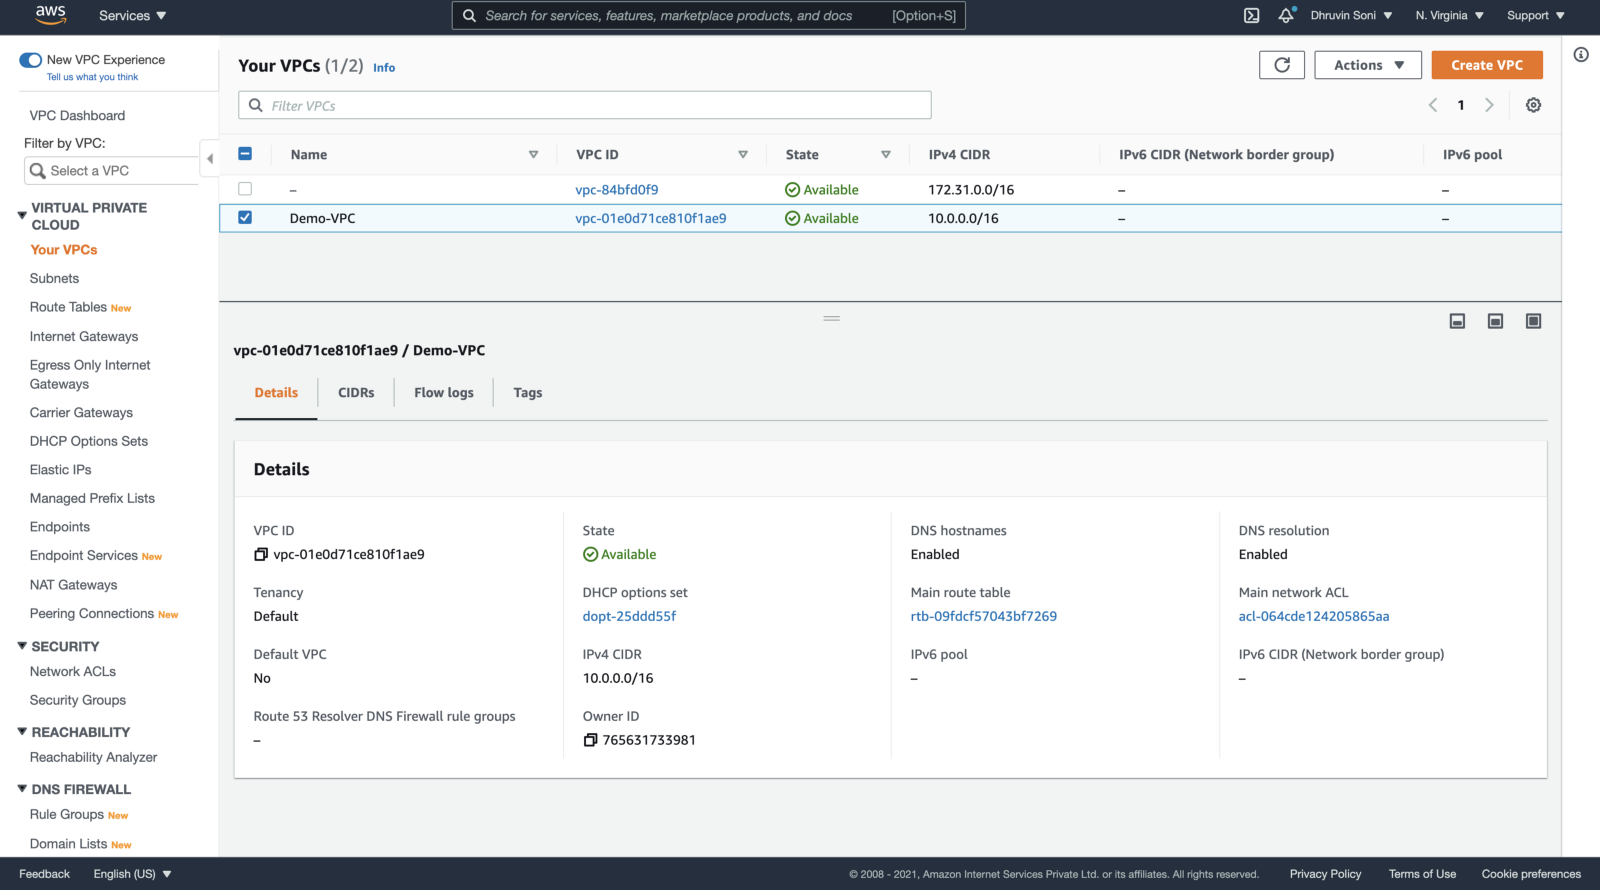 aws Services ▼ Search for services, features, marketplace products, and docs [Option+S] Dhruvin Soni ▼ N. Virginia ▼ Support ▼
New VPC Experience
Tell us what you think
VPC Dashboard
Filter by VPC:
Select a VPC
VIRTUAL PRIVATE
CLOUD
Your VPCs
Subnets
Route Tables New
Internet Gateways
Egress Only Internet
Gateways
Carrier Gateways
DHCP Options Sets
Elastic IPs
Managed Prefix Lists
Endpoints
Endpoint Services New
NAT Gateways
Peering Connections New
SECURITY
Network ACLs
Security Groups
REACHABILITY
Reachability Analyzer
DNS FIREWALL
Rule Groups New
Domain Lists New
Your VPCs (1/2) Info
Actions ▼
Create VPC
Filter VPCs
1
Name VPC ID State IPv4 CIDR IPv6 CIDR (Network border group) IPv6 pool
– vpc-84bfd0f9 Available 172.31.0.0/16 – –
Demo-VPC vpc-01e0d71ce810f1ae9 Available 10.0.0.0/16 – –
vpc-01e0d71ce810f1ae9 / Demo-VPC
Details CIDRs Flow logs Tags
Details
VPC ID
vpc-01e0d71ce810f1ae9
State
Available
DNS hostnames
Enabled
DNS resolution
Enabled
Tenancy
Default
DHCP options set
dopt-25ddd55f
Main route table
rtb-09fdcf57043bf7269
Main network ACL
acl-064cde124205865aa
Default VPC
No
IPv4 CIDR
10.0.0.0/16
IPv6 pool
–
IPv6 CIDR (Network border group)
–
Route 53 Resolver DNS Firewall rule groups
–
Owner ID
765631733981
Feedback English (US) ▼ © 2008 - 2021, Amazon Internet Services Private Ltd. or its affiliates. All rights reserved. Privacy Policy Terms of Use Cookie preferences